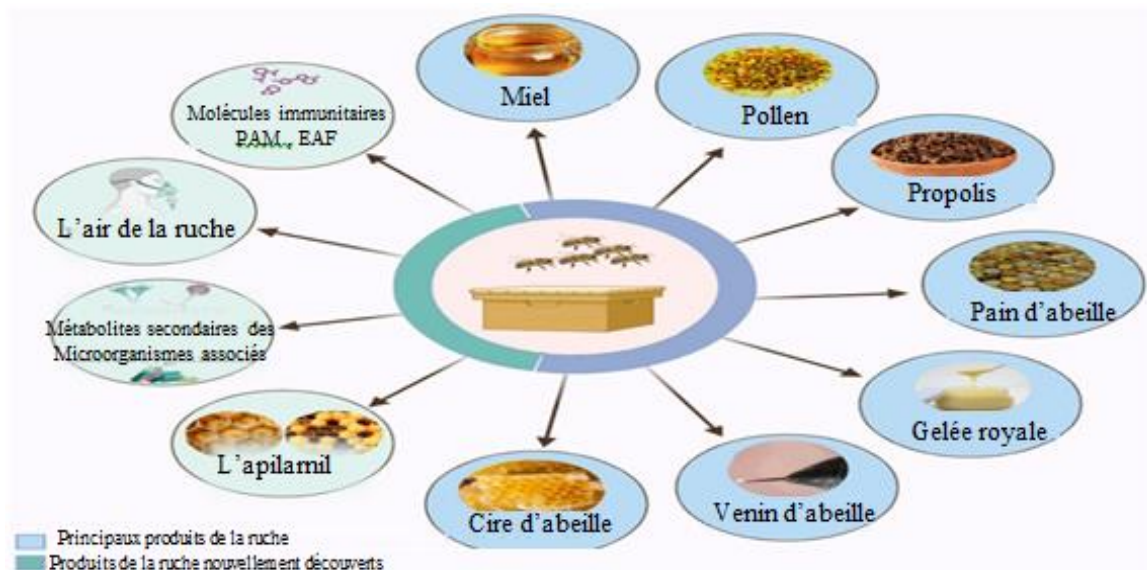 Miel
Pollen
Propolis
Pain d’abeille
Gelée royale
Venin d’abeille
Cire d’abeille
L’apilamil
Métabolites secondaires des
Microorganismes associés
L’air de la ruche
Molécules immunitaires
PAM, EAF
Principaux produits de la ruche
Produits de la ruche nouvellement découverts